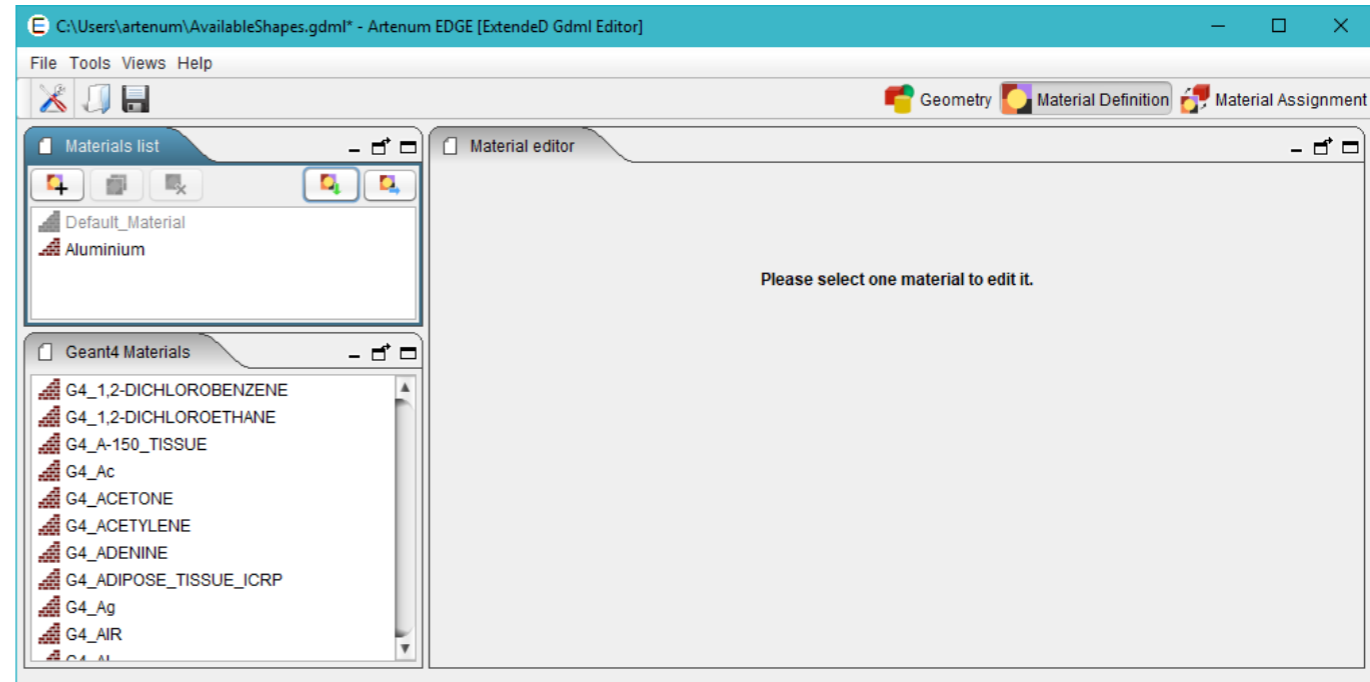 C:\Users\artenum\AvailableShapes.gdml* - Artenum EDGE [ExtendeD Gdml Editor]
File Tools Views Help
Geometry Material Definition Material Assignment
Materials list
Default_Material
Aluminium
Geant4 Materials
G4_1,2-DICHLOROBENZENE
G4_1,2-DICHLOROETHANE
G4_A-150_TISSUE
G4_Ac
G4_ACETONE
G4_ACETYLENE
G4_ADENINE
G4_ADIPOSE_TISSUE_ICRP
G4_Ag
G4_AIR
Material editor
Please select one material to edit it.